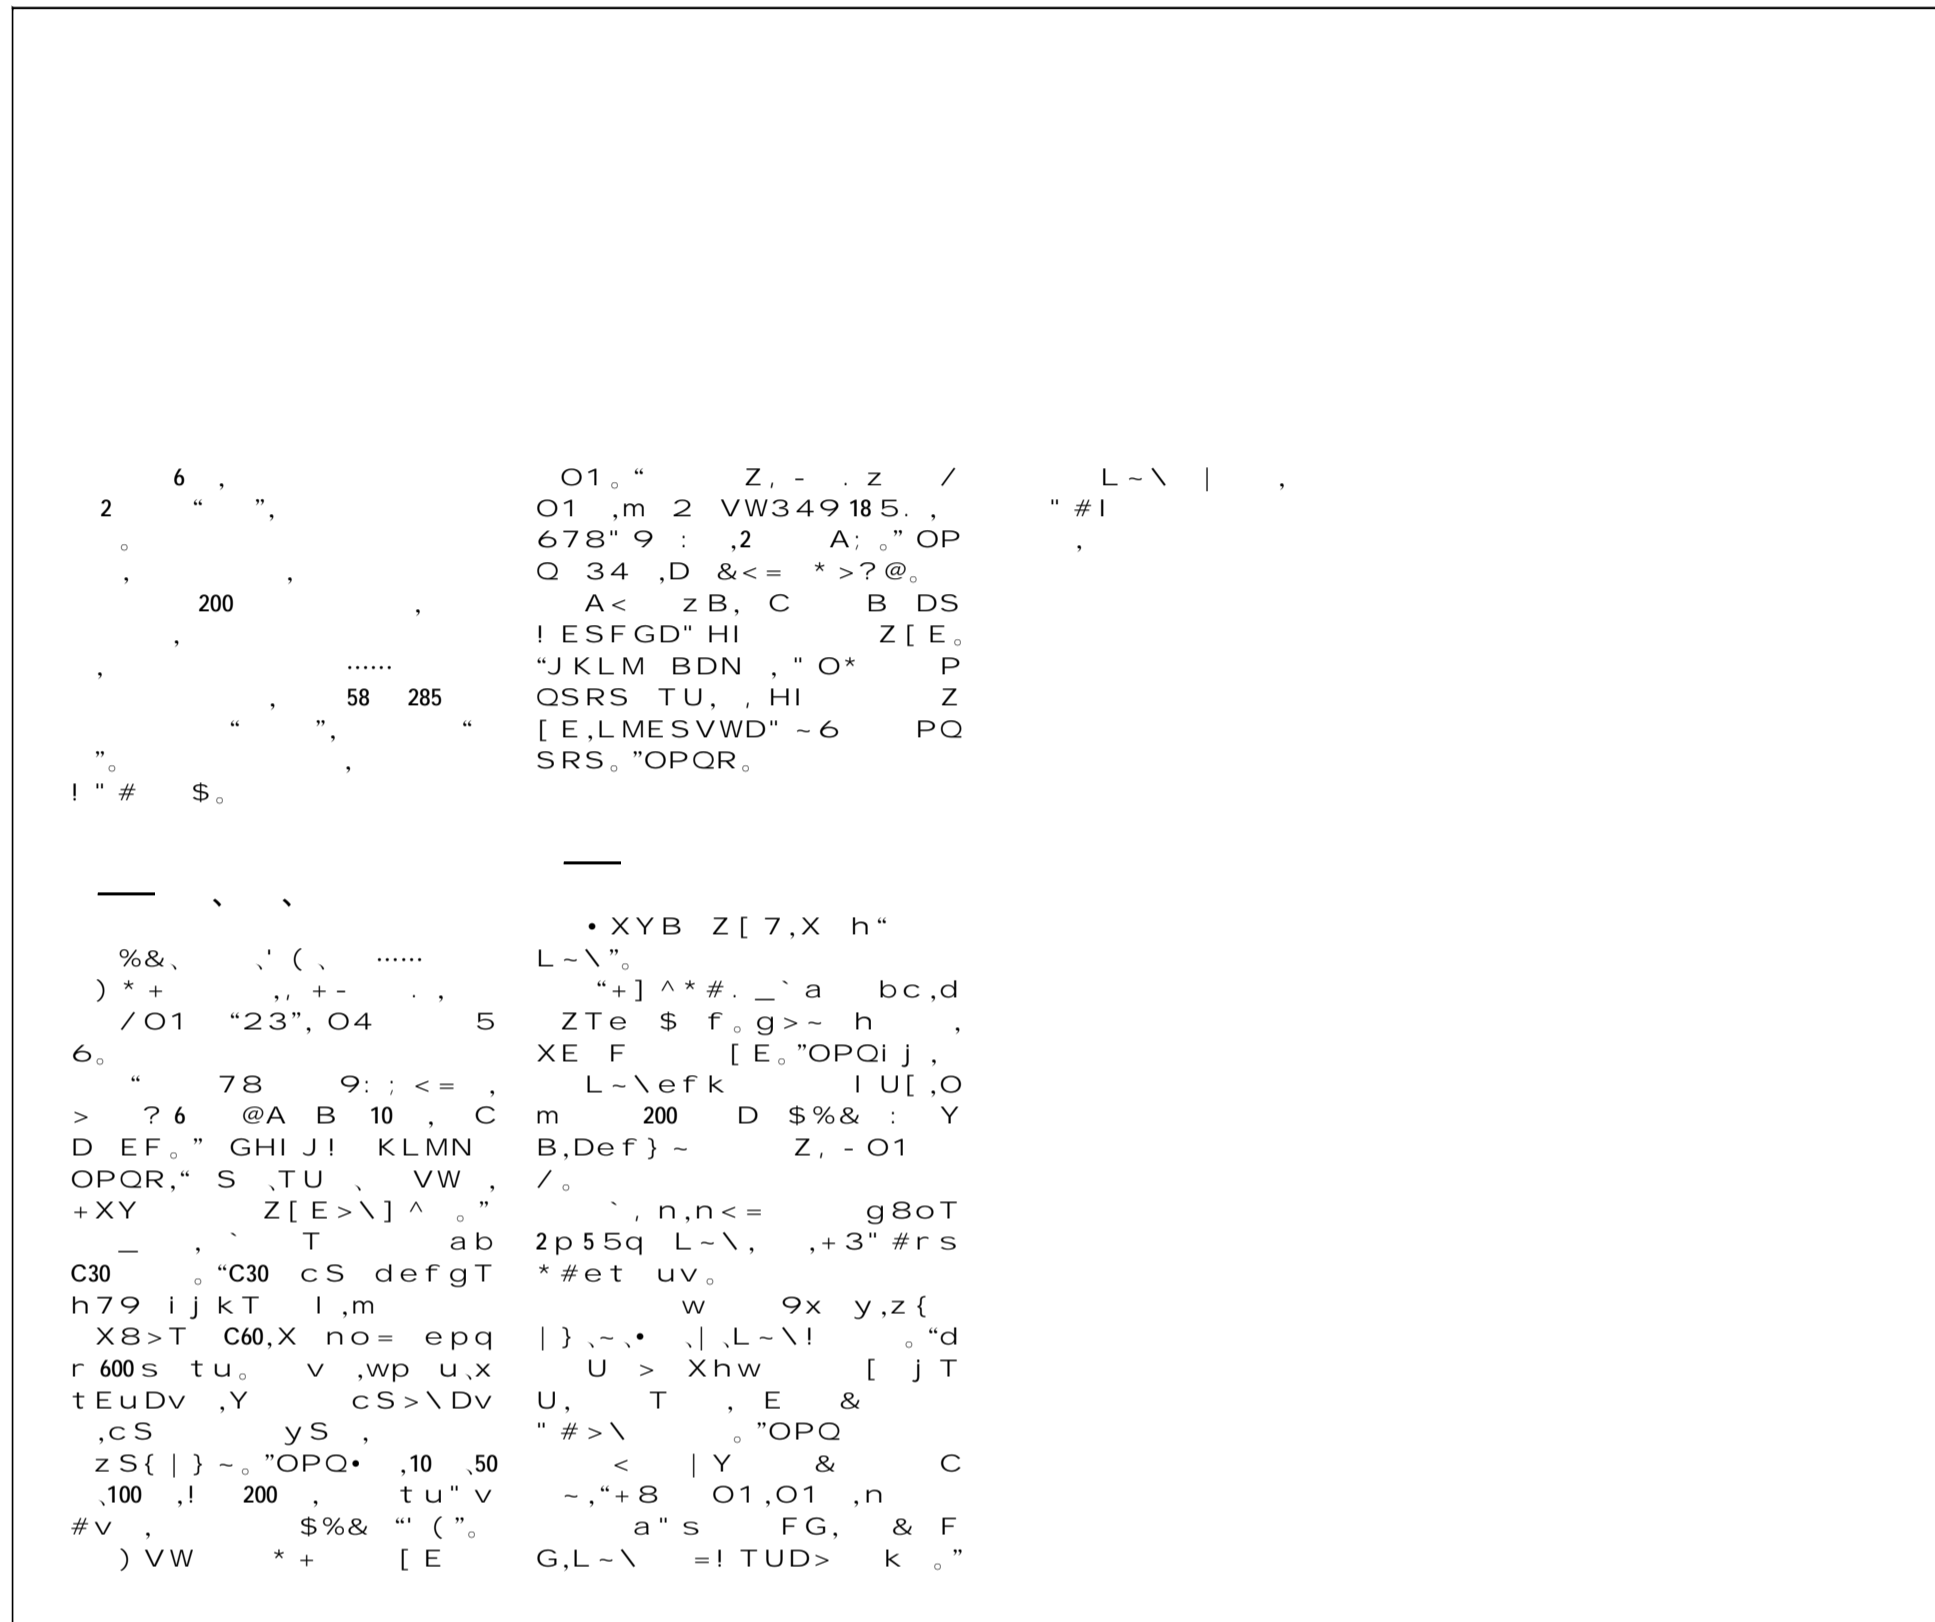 6 ,
2 “ ”,
。
, ,
200 ,
,
, ……
, 58 285
“ ”, “
”。 ,
! " # $。
—— 、 、
%&、 、' ( 、 ……
) * + ,, + - . ,
/ O1 “23”, O4 5
6。
“ 78 9: ; < = ,
> ? 6 @A B 10 , C
D EF。” GHI J! KLMN
OPQR,“ S 、TU 、 VW ,
+XY Z[ E>\] ^ 。”
_ , ` T ab
C30 。“C30 cS defgT
h79 ij kT l ,m
X8>T C60,X no= epq
r 600 s tu。 v ,wp u、x
tEuDv ,Y cS>\Dv
,cS yS ,
zS{ | } ~。”OPQ• ,10 、50
、100 ,! 200 , tu" v
#v , $%& “' (”。
) VW * + [ E
O1。“ Z, - . z /
O1 ,m 2 VW349 18 5. ,
678" 9 : ,2 A; 。” OP
Q 34 ,D &<= * >?@。
A< zB, C B DS
! ESFGD" HI Z[ E。
“JKLM BDN , " O* P
QSRS TU, , HI Z
[ E,LMESVWD" ~6 PQ
SRS。”OPQR。
——
• XYB Z[ 7,X h“
L~\”。
“+] ^ * #. _` a bc,d
ZTe $ f。g>~ h ,
XE F [ E。”OPQi j ,
L~\efk l U[ ,O
m 200 D $%& : Y
B,Def} ~ Z, - O1
/。
`, n,n<= g8oT
2p 5 5q L~\, ,+3" #rs
* #et uv。
w 9x y,z{
| } 、~、• 、| 、L~\! 。“d
U > Xhw [ j T
U, T , E &
" #>\ 。”OPQ
< | Y & C
~,“+8 O1,O1 ,n
a" s FG, & F
G,L~\ =! TUD> k 。”
L~\ | ,
" #l
,